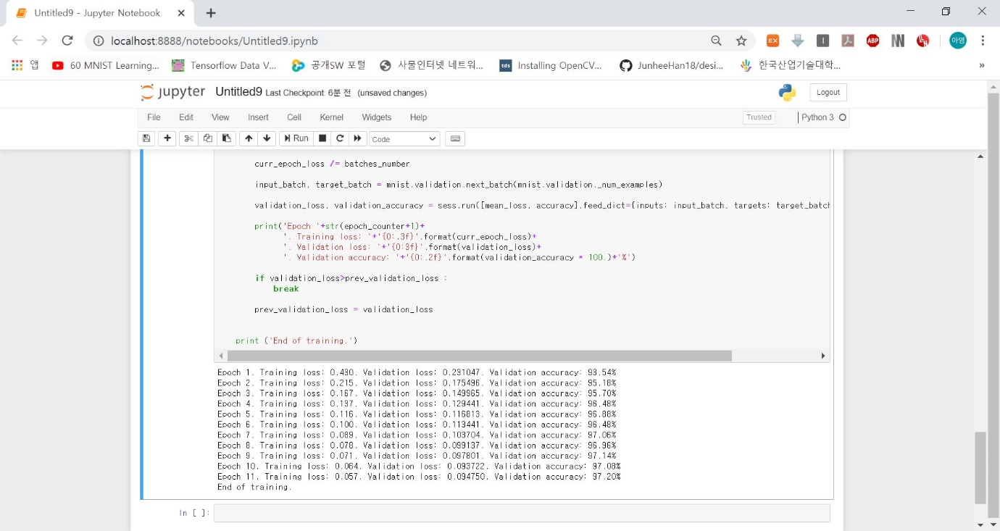 Untitled9 - Jupyter Notebook
localhost:8888/notebooks/Untitled9.ipynb
EX
ABP
아영
앱 60 MNIST Learning... Tensorflow Data V... 공개SW 포털 사물인터넷 네트워... tds Installing OpenCV... JunheeHan18/desi... 한국산업기술대학...
»
jupyter Untitled9 Last Checkpoint: 6분 전 (unsaved changes) Logout
File Edit View Insert Cell Kernel Widgets Help Trusted Python 3
Run Code
curr_epoch_loss /= batches_number
input_batch, target_batch = mnist.validation.next_batch(mnist.validation._num_examples)
validation_loss, validation_accuracy = sess.run([mean_loss, accuracy],feed_dict={inputs: input_batch, targets: target_batch
print('Epoch '+str(epoch_counter+1)+
'. Training loss: '+'{0:.3f}'.format(curr_epoch_loss)+
'. Validation loss: '+'{0:3f}'.format(validation_loss)+
'. Validation accuracy: '+'{0:.2f}'.format(validation_accuracy * 100.)+'%')
if validation_loss>prev_validation_loss :
break
prev_validation_loss = validation_loss
print ('End of training.')
Epoch 1. Training loss: 0.430. Validation loss: 0.231047. Validation accuracy: 93.54%
Epoch 2. Training loss: 0.215. Validation loss: 0.175496. Validation accuracy: 95.18%
Epoch 3. Training loss: 0.167. Validation loss: 0.149965. Validation accuracy: 95.70%
Epoch 4. Training loss: 0.137. Validation loss: 0.129441. Validation accuracy: 96.48%
Epoch 5. Training loss: 0.116. Validation loss: 0.116813. Validation accuracy: 96.88%
Epoch 6. Training loss: 0.100. Validation loss: 0.113441. Validation accuracy: 96.48%
Epoch 7. Training loss: 0.089. Validation loss: 0.103704. Validation accuracy: 97.06%
Epoch 8. Training loss: 0.078. Validation loss: 0.099137. Validation accuracy: 96.96%
Epoch 9. Training loss: 0.071. Validation loss: 0.097801. Validation accuracy: 97.14%
Epoch 10. Training loss: 0.064. Validation loss: 0.093722. Validation accuracy: 97.08%
Epoch 11. Training loss: 0.057. Validation loss: 0.094750. Validation accuracy: 97.20%
End of training.
In [ ]: